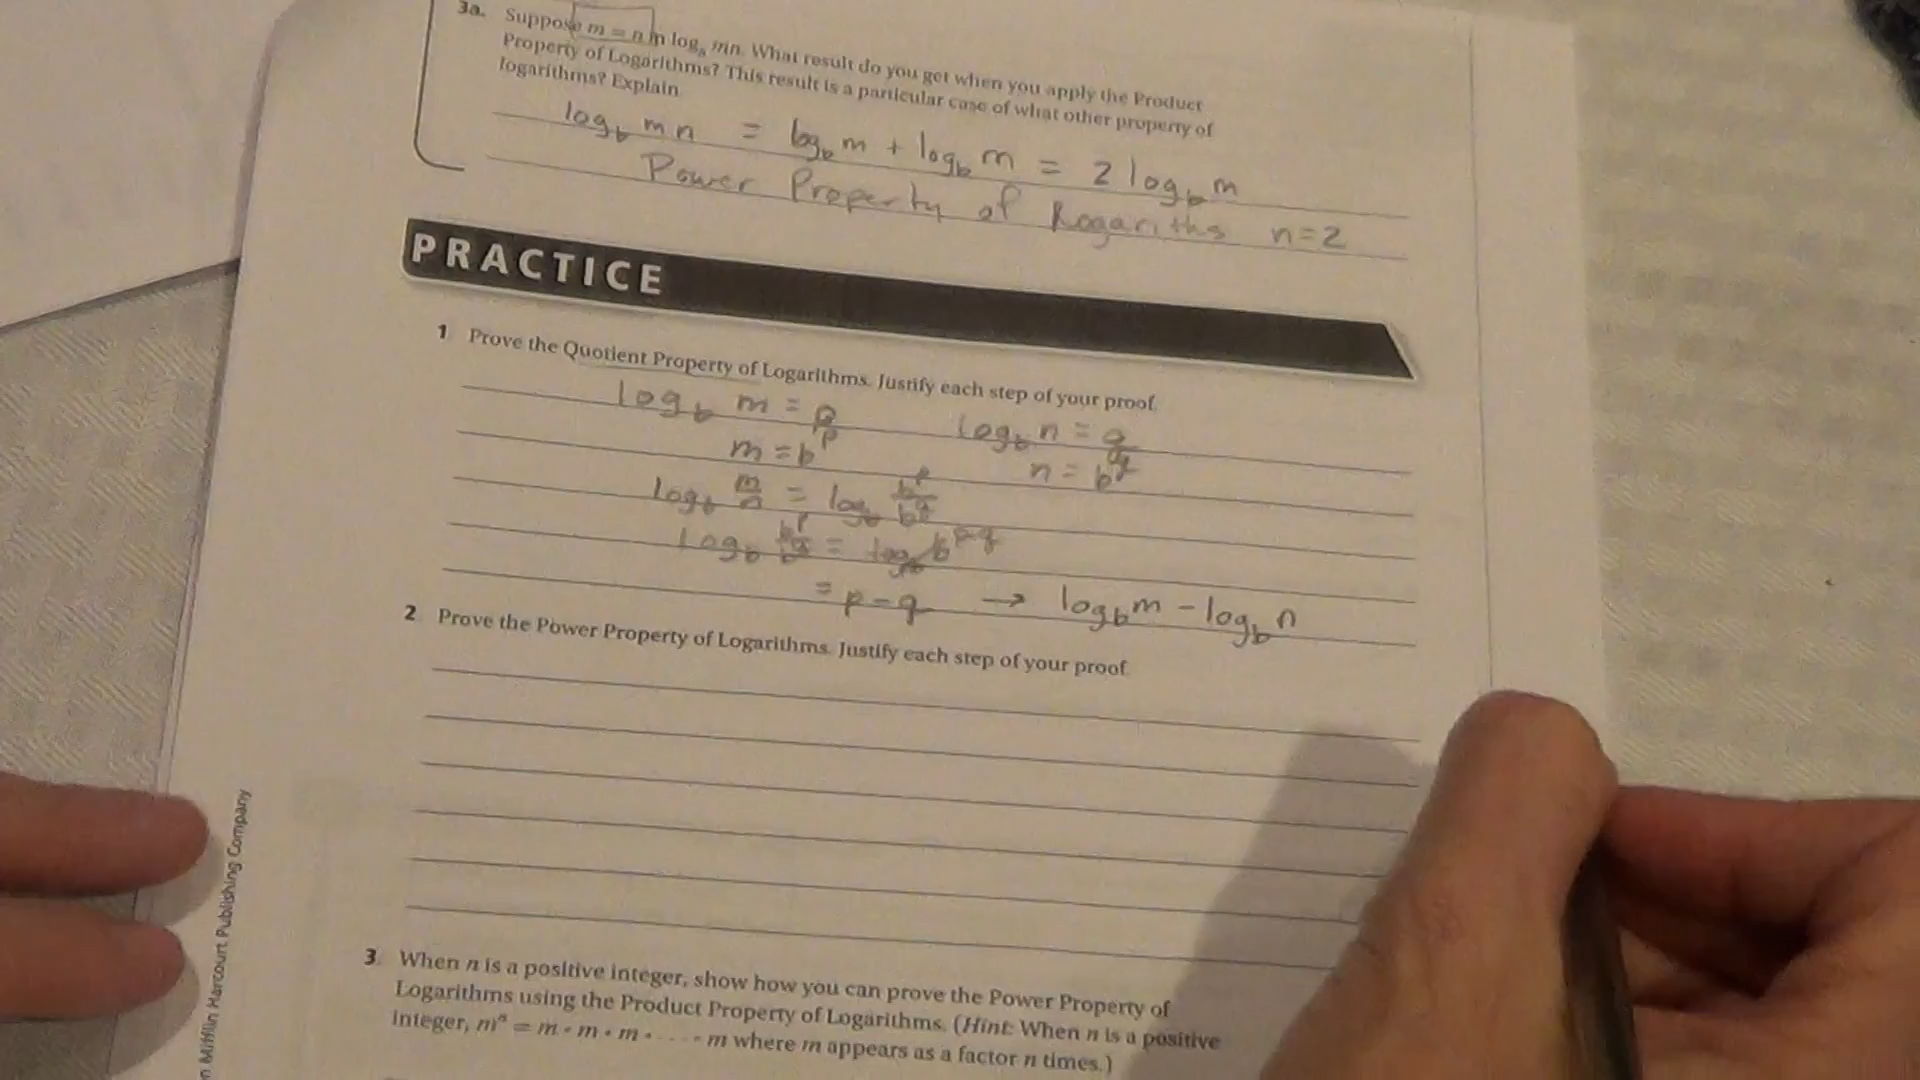 3a. Suppose m = n in log_b mn. What result do you get when you apply the Product
Property of Logarithms? This result is a particular case of what other property of
logarithms? Explain.
log_b mn = log_b m + log_b m = 2 log_b m
Power Property of Logariths n=2
PRACTICE
1 Prove the Quotient Property of Logarithms. Justify each step of your proof.
log_b m = p log_b n = q
m = b^p n = b^q
log_b m/n = log_b b^p/b^q
log_b b^p/b^q = log_b b^p-q
= p-q → log_b m - log_b n
2 Prove the Power Property of Logarithms. Justify each step of your proof.
3. When n is a positive integer, show how you can prove the Power Property of
Logarithms using the Product Property of Logarithms. (Hint: When n is a positive
integer, m^n = m • m • m • . . . • m where m appears as a factor n times.)
n Mifflin Harcourt Publishing Company